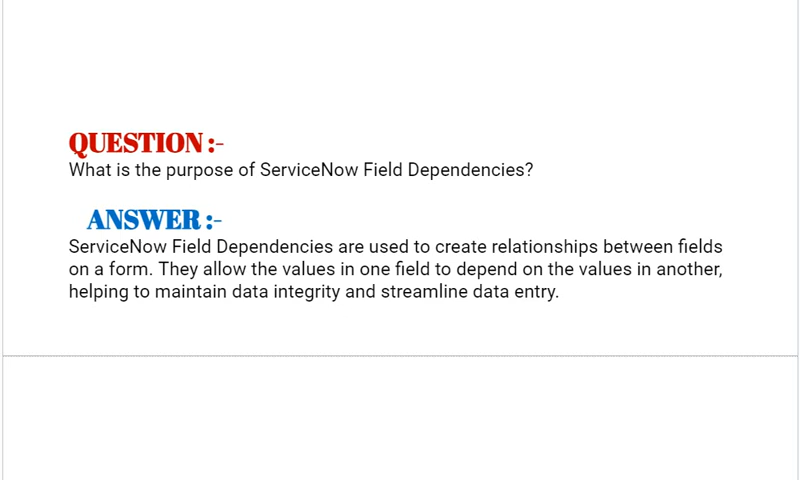 QUESTION :-
What is the purpose of ServiceNow Field Dependencies?
ANSWER :-
ServiceNow Field Dependencies are used to create relationships between fields
on a form. They allow the values in one field to depend on the values in another,
helping to maintain data integrity and streamline data entry.